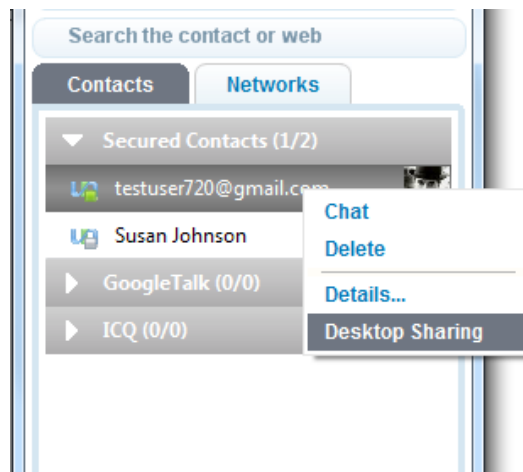 Search the contact or web
Contacts
Networks
Secured Contacts (1/2)
testuser720@gmail.com
Chat
Delete
Susan Johnson
GoogleTalk (0/0)
Details...
ICQ (0/0)
Desktop Sharing